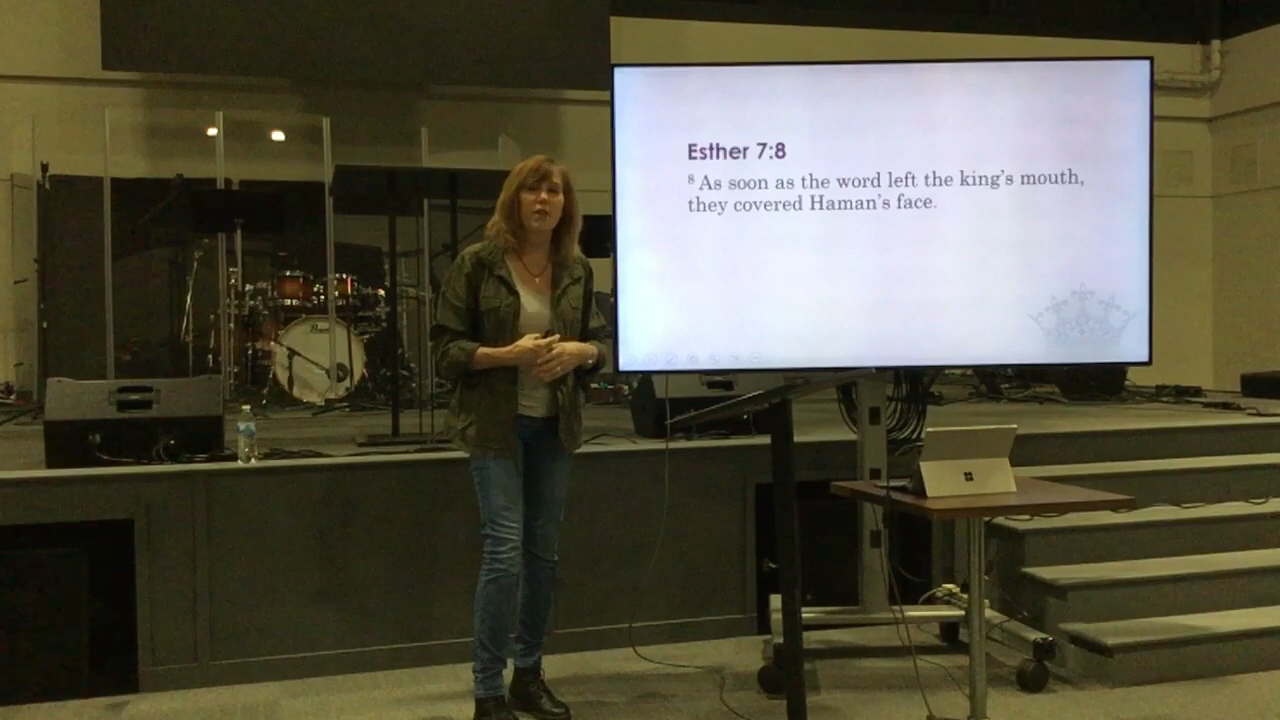 Esther 7:8
⁸ As soon as the word left the king's mouth,
they covered Haman's face.